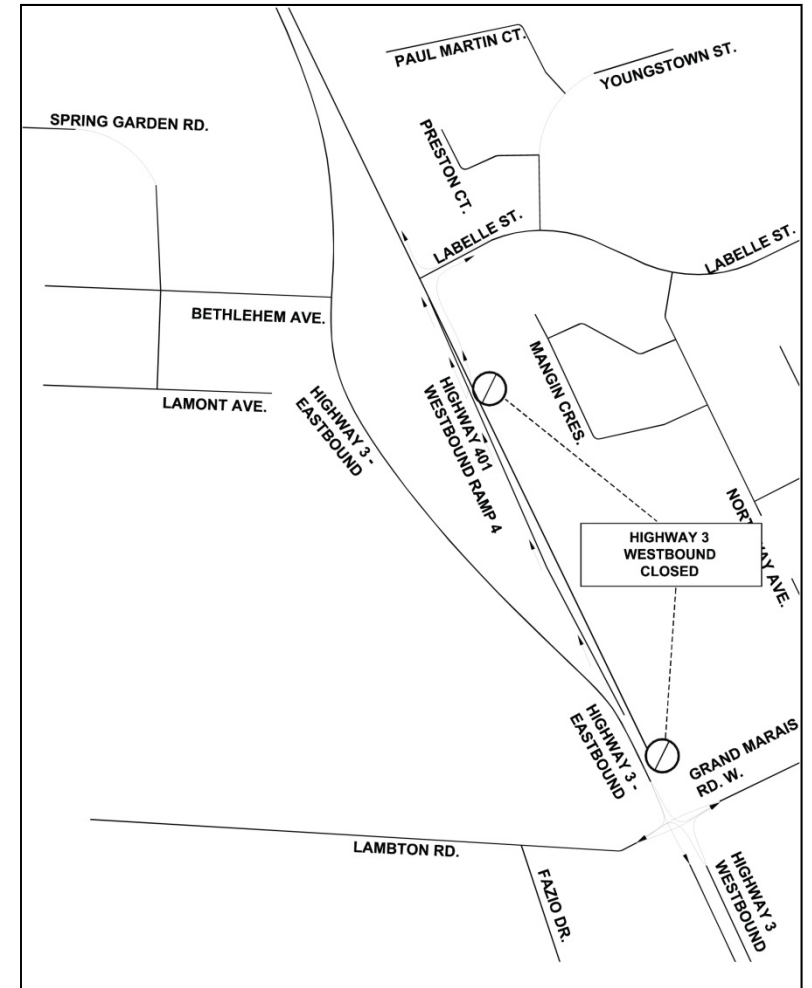 PAUL MARTIN CT.
YOUNGSTOWN ST.
SPRING GARDEN RD.
PRESTON CT.
LABELLE ST.
LABELLE ST.
BETHLEHEM AVE.
LAMONT AVE.
HIGHWAY 3 -
EASTBOUND
HIGHWAY 401
WESTBOUND RAMP 4
MANGIN CRES.
HIGHWAY 3
WESTBOUND
CLOSED
AVE.
HIGHWAY 3 -
EASTBOUND
GRAND MARAIS
RD. W.
LAMBTON RD.
FAZIO DR.
HIGHWAY 3
WESTBOUND